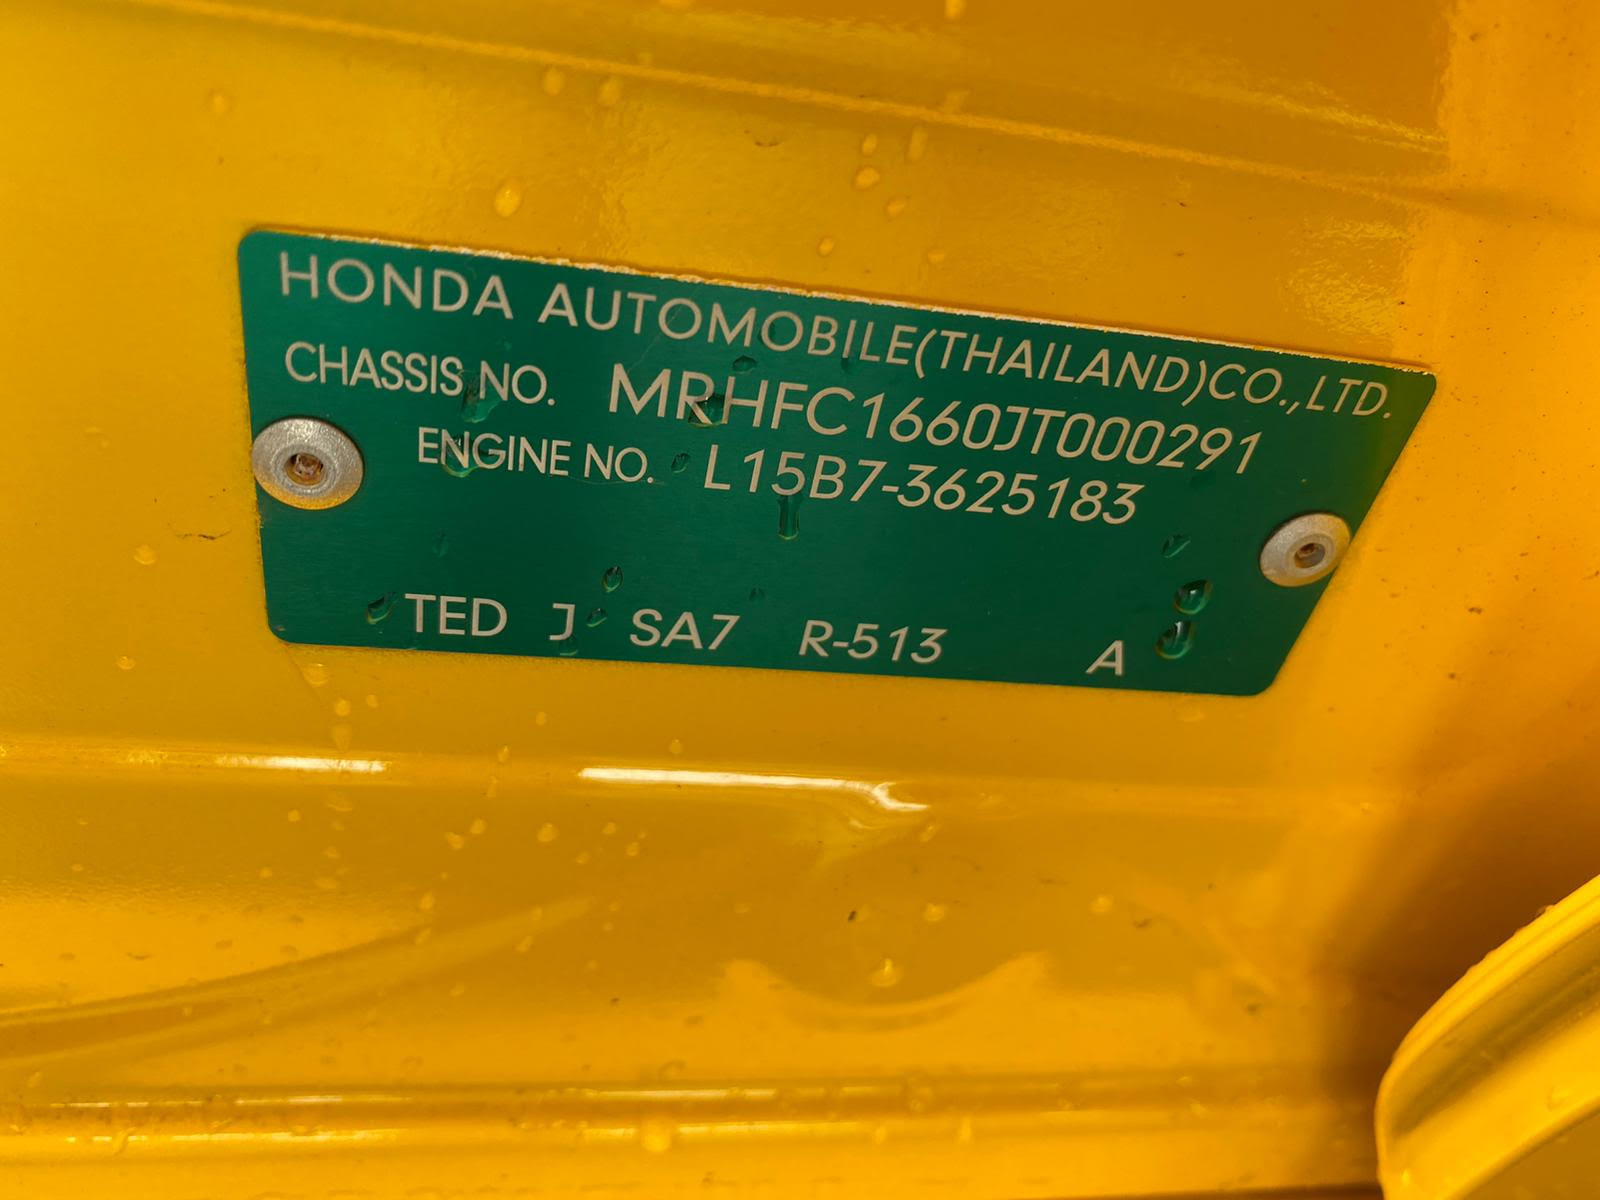 HONDA AUTOMOBILE(THAILAND)CO.,LTD.
CHASSIS NO. MRHFC1660JT000291
ENGINE NO. L15B7-3625183
TED J SA7 R-513 A